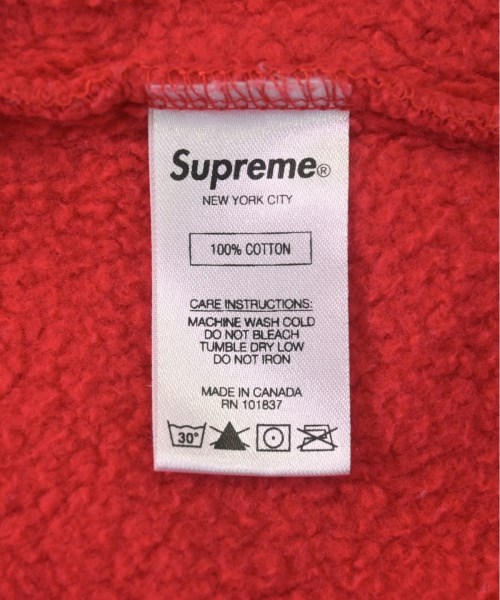 Supreme®
NEW YORK CITY
100% COTTON
CARE INSTRUCTIONS:
MACHINE WASH COLD
DO NOT BLEACH
TUMBLE DRY LOW
DO NOT IRON
MADE IN CANADA
RN 101837
30°